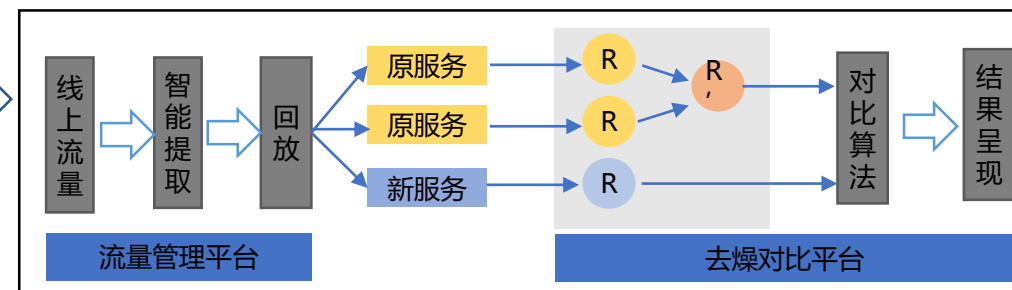 线上流量
智能提取
回放
原服务
原服务
新服务
R
R
R
R′
对比算法
结果呈现
流量管理平台
去燥对比平台